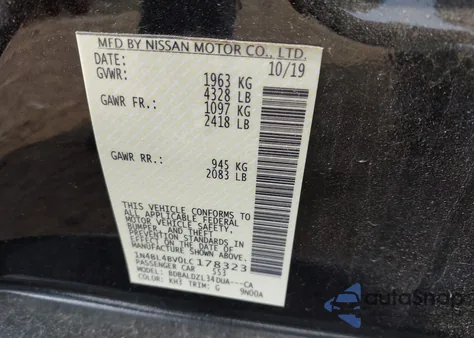 MFD BY NISSAN MOTOR CO., LTD.
DATE: 10/19
GVWR: 1963 KG
4328 LB
GAWR FR.: 1097 KG
2418 LB
GAWR RR.: 945 KG
2083 LB
THIS VEHICLE CONFORMS TO
ALL APPLICABLE FEDERAL
MOTOR VEHICLE SAFETY,
BUMPER, AND THEFT
PREVENTION STANDARDS
IN EFFECT ON THE DATE OF
MANUFACTURE SHOWN ABOVE.
1N4BL4BV0LC178323
PASSENGER CAR 553
MODEL: BDBALDZL34DUA---CA
COLOR: KH3 TRIM: G 9N00A
autoSnap